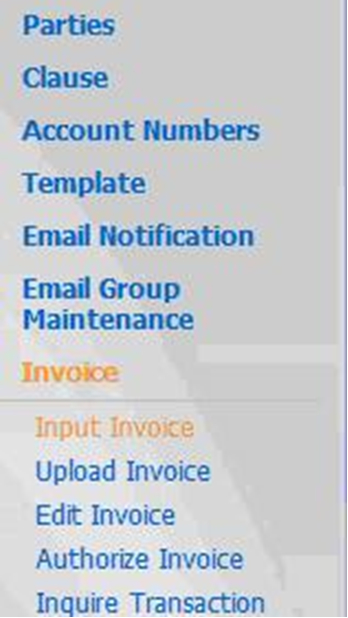 Parties
Clause
Account Numbers
Template
Email Notification
Email Group
Maintenance
Invoice
Input Invoice
Upload Invoice
Edit Invoice
Authorize Invoice
Inquire Transaction